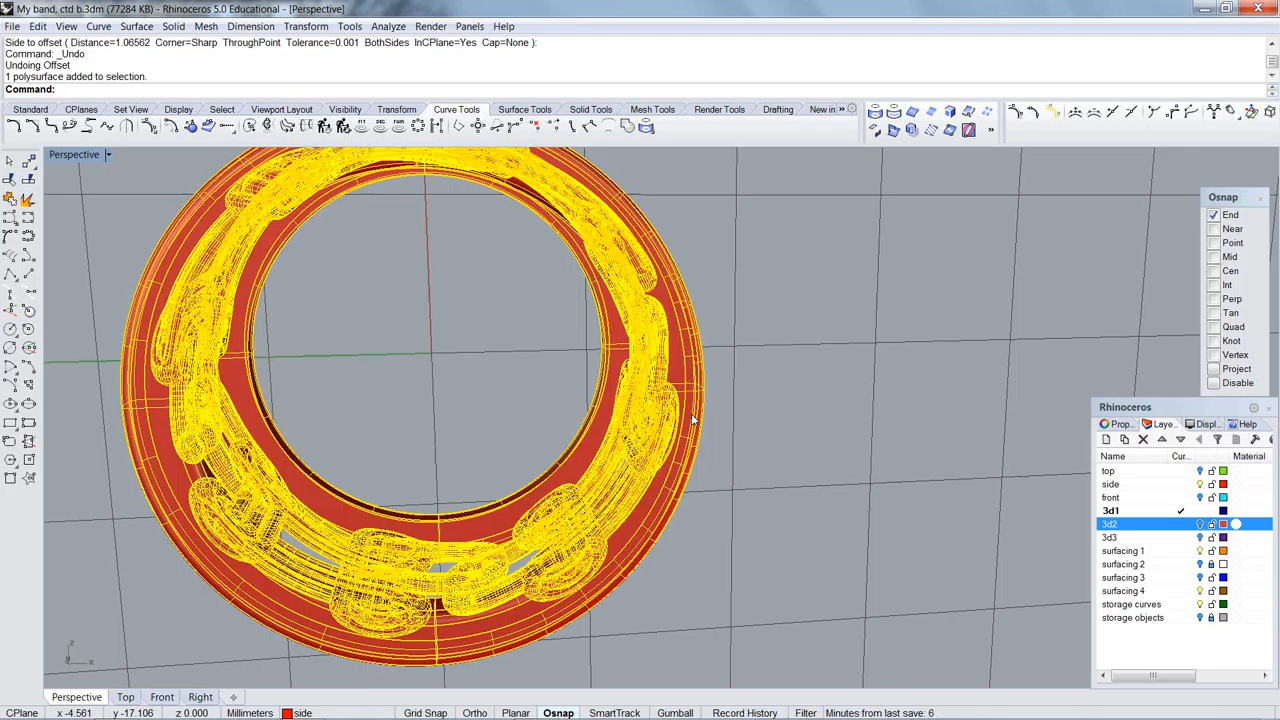 My band, ctd b.3dm (77284 KB) - Rhinoceros 5.0 Educational - [Perspective]
File Edit View Curve Surface Solid Mesh Dimension Transform Tools Analyze Render Panels Help
Side to offset ( Distance=1.06562 Corner=Sharp ThroughPoint Tolerance=0.001 BothSides InCPlane=Yes Cap=None ):
Command: _Undo
Undoing Offset
1 polysurface added to selection.
Command:
Standard CPlanes Set View Display Select Viewport Layout Visibility Transform Curve Tools Surface Tools Solid Tools Mesh Tools Render Tools Drafting New in
Perspective
Osnap
End
Near
Point
Mid
Cen
Int
Perp
Tan
Quad
Knot
Vertex
Project
Disable
Rhinoceros
Prop... Laye... Displ... Help
Name Cur... Material
top
side
front
3d1
3d2
3d3
surfacing 1
surfacing 2
surfacing 3
surfacing 4
storage curves
storage objects
z
x
Perspective Top Front Right
CPlane x -4.561 y -17.106 z 0.000 Millimeters side Grid Snap Ortho Planar Osnap SmartTrack Gumball Record History Filter Minutes from last save: 6